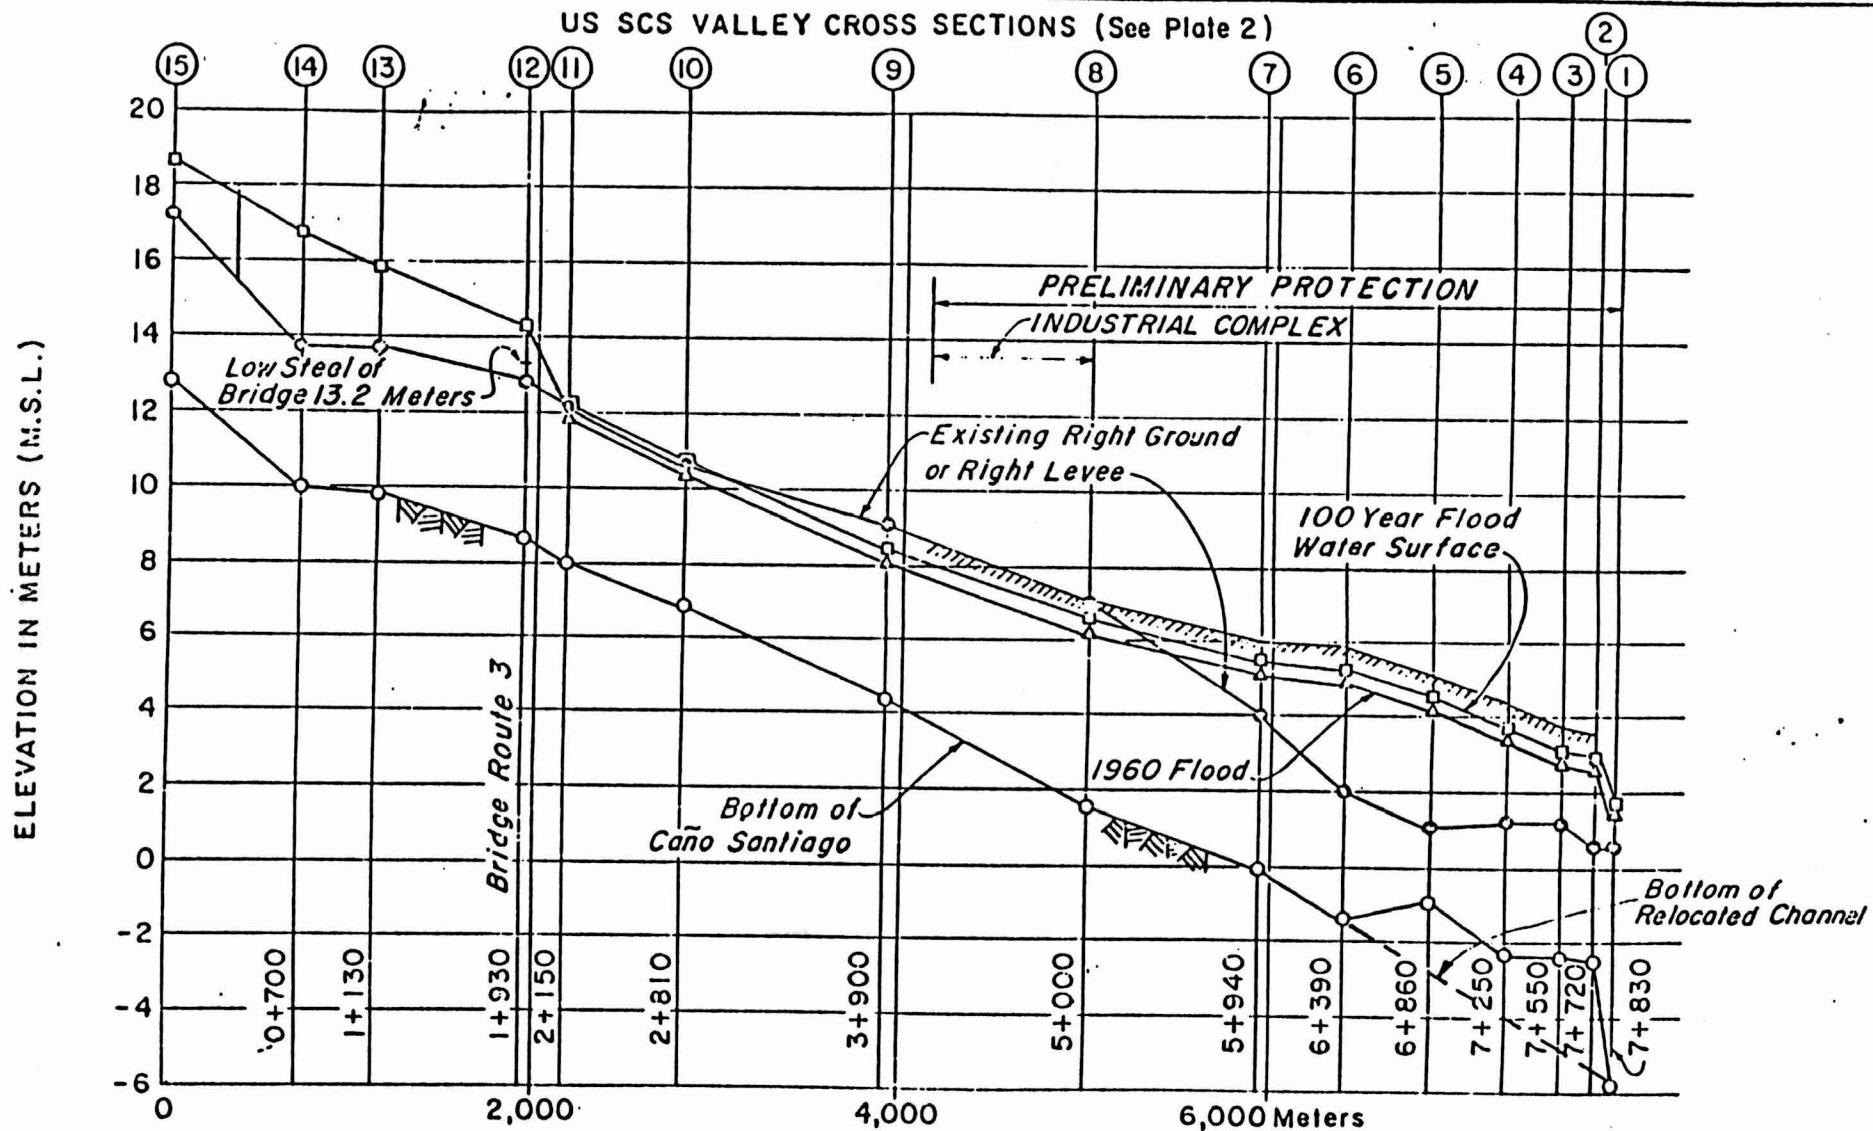 US SCS VALLEY CROSS SECTIONS (See Plate 2)
15 14 13 12 11 10 9 8 7 6 5 4 3 2 1
20
18
16
14
12
10
8
6
4
2
0
-2
-4
-6
ELEVATION IN METERS (M.S.L.)
PRELIMINARY PROTECTION
INDUSTRIAL COMPLEX
Low Steel of
Bridge 13.2 Meters
Existing Right Ground
or Right Levee
100 Year Flood
Water Surface
Bridge Route 3
1960 Flood
Bottom of
Caño Santiago
Bottom of
Relocated Channel
0+700
1+130
1+930
2+150
2+810
3+900
5+000
5+940
6+390
6+860
7+250
7+550
7+720
7+830
0 2,000 4,000 6,000 Meters